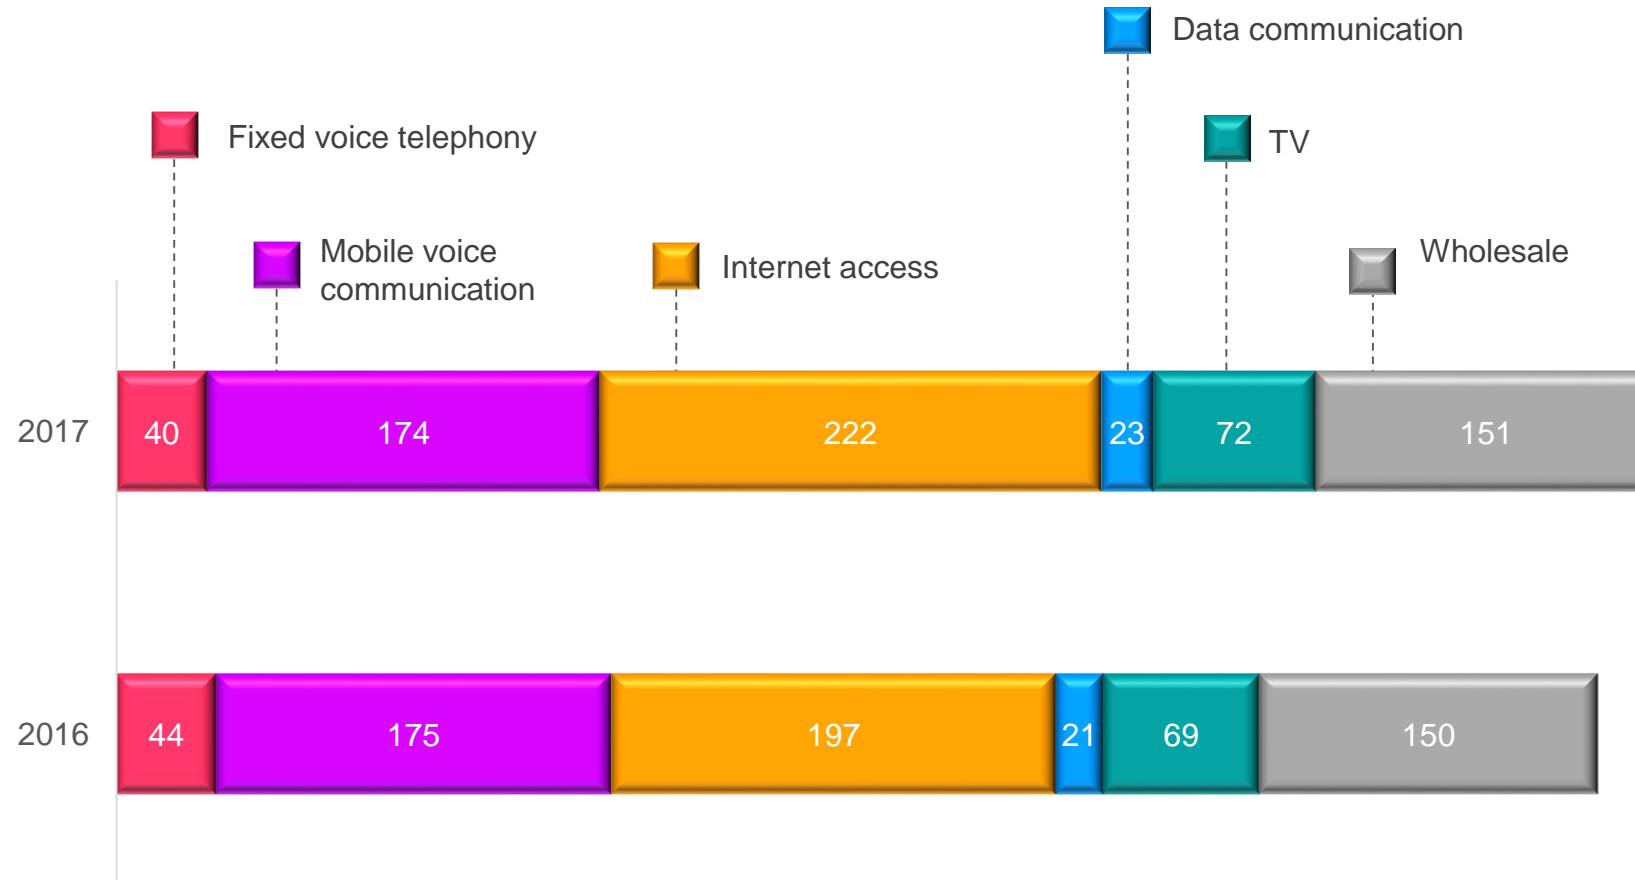 Data communication
Fixed voice telephony
TV
Mobile voice
communication
Internet access
Wholesale
2017
40
174
222
23
72
151
2016
44
175
197
21
69
150